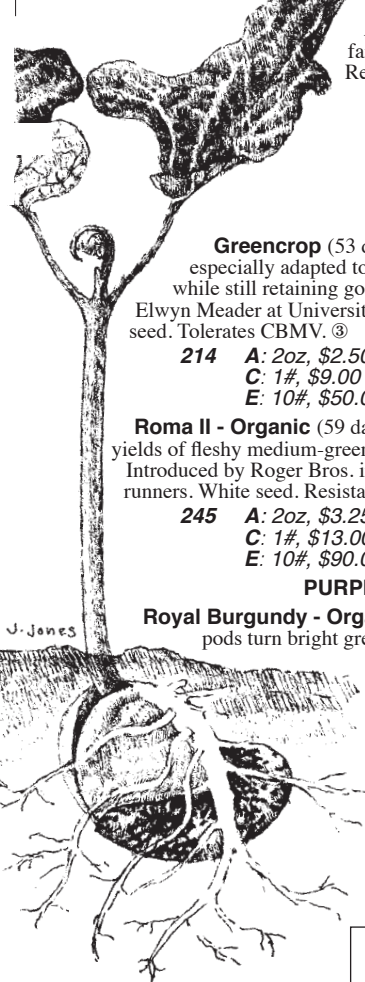 fa
Re
Greencrop (53 d
especially adapted to
while still retaining go
Elwyn Meader at Universit
seed. Tolerates CBMV. ③
214 A: 2oz, $2.50
C: 1#, $9.00
E: 10#, $50.0
Roma II - Organic (59 da
yields of fleshy medium-green
Introduced by Roger Bros. i
runners. White seed. Resista
245 A: 2oz, $3.25
C: 1#, $13.00
E: 10#, $90.0
PURP
Royal Burgundy - Orga
pods turn bright gre
J. Jones